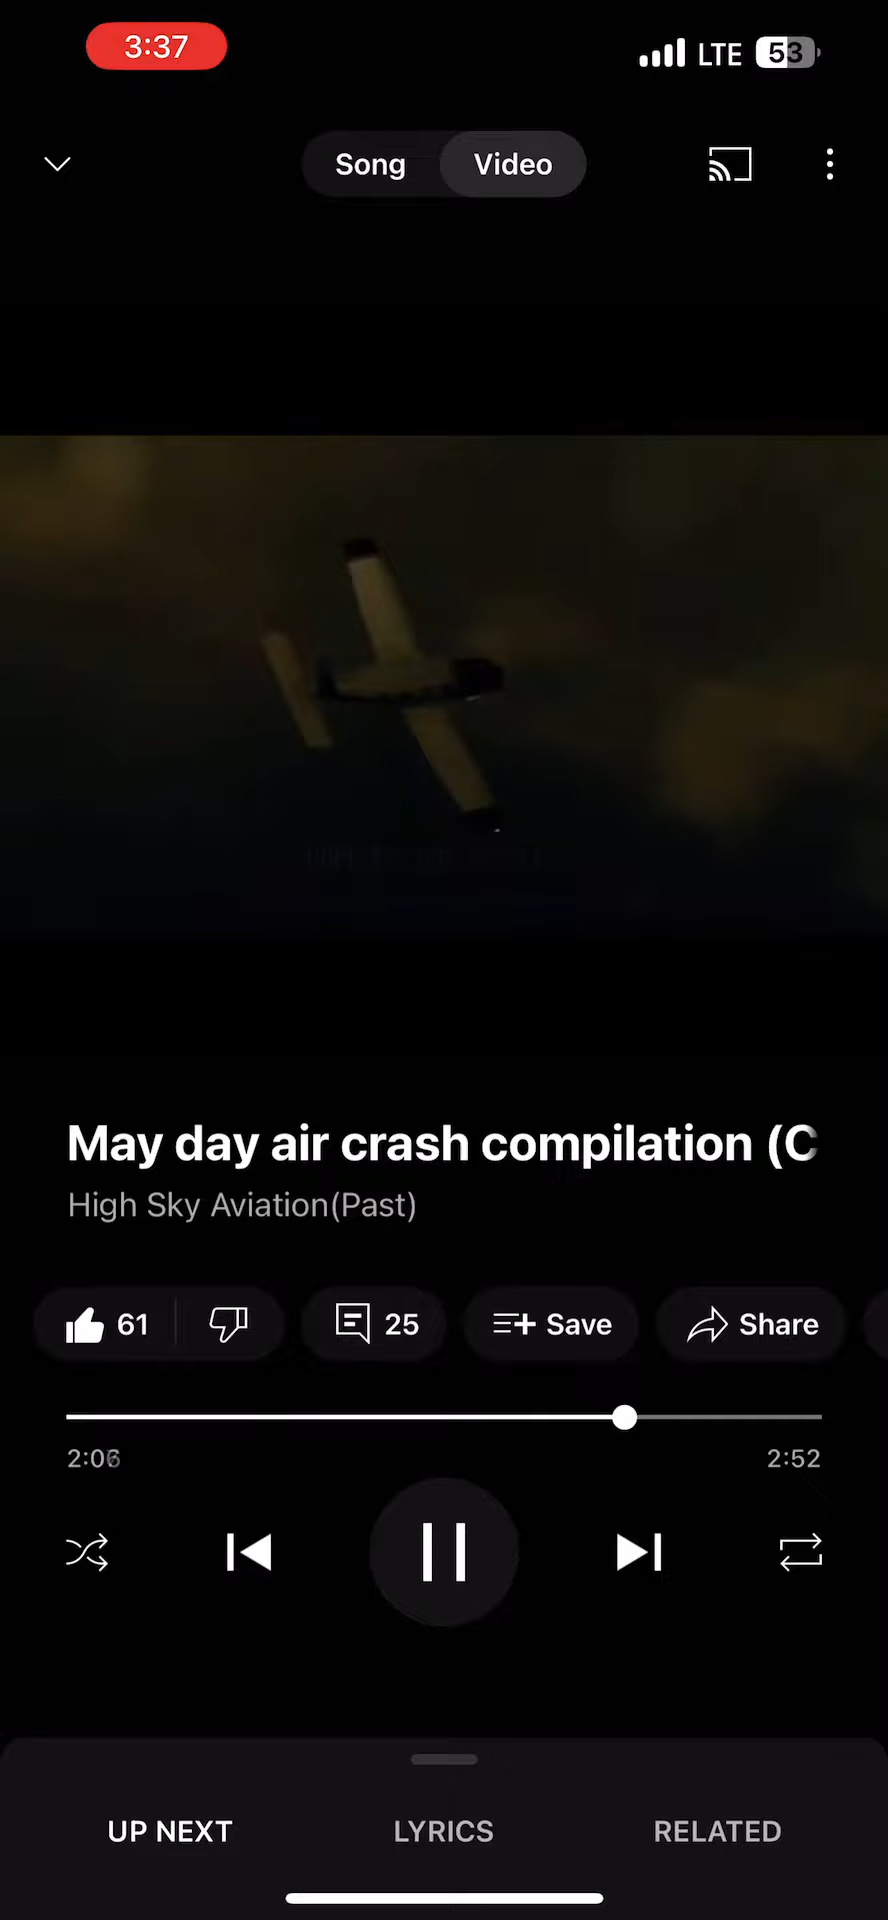 3:37
LTE 53
Song Video
May day air crash compilation (C
High Sky Aviation(Past)
61 25 Save Share
2:06 2:52
UP NEXT LYRICS RELATED